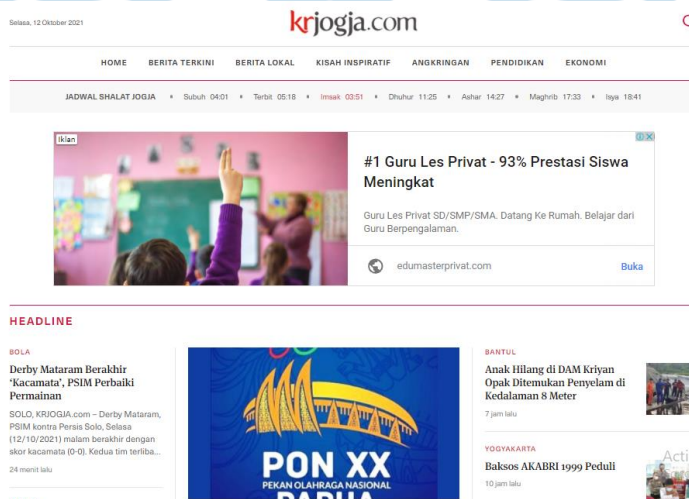 Selasa, 12 Oktober 2021
krjogja.com
HOME BERITA TERKINI BERITA LOKAL KISAH INSPIRATIF ANGKRINGAN PENDIDIKAN EKONOMI
JADWAL SHALAT JOGJA • Subuh 04:01 • Terbit 05:18 • Imsak 03:51 • Dhuhur 11:25 • Ashar 14:27 • Maghrib 17:33 • Isya 18:41
Iklan
#1 Guru Les Privat - 93% Prestasi Siswa
Meningkat
Guru Les Privat SD/SMP/SMA. Datang Ke Rumah. Belajar dari
Guru Berpengalaman.
edumasterprivat.com
Buka
HEADLINE
BOLA
Derby Mataram Berakhir
‘Kacamata’, PSIM Perbaiki
Permainan
SOLO, KRJOGJA.com – Derby Mataram,
PSIM kontra Persis Solo, Selasa
(12/10/2021) malam berakhir dengan
skor kacamata (0-0). Kedua tim terliba...
24 menit lalu
PON XX
PEKAN OLAHRAGA NASIONAL
PAPUA
BANTUL
Anak Hilang di DAM Kriyan
Opak Ditemukan Penyelam di
Kedalaman 8 Meter
7 jam lalu
YOGYAKARTA
Baksos AKABRI 1999 Peduli
10 jam lalu
Acti